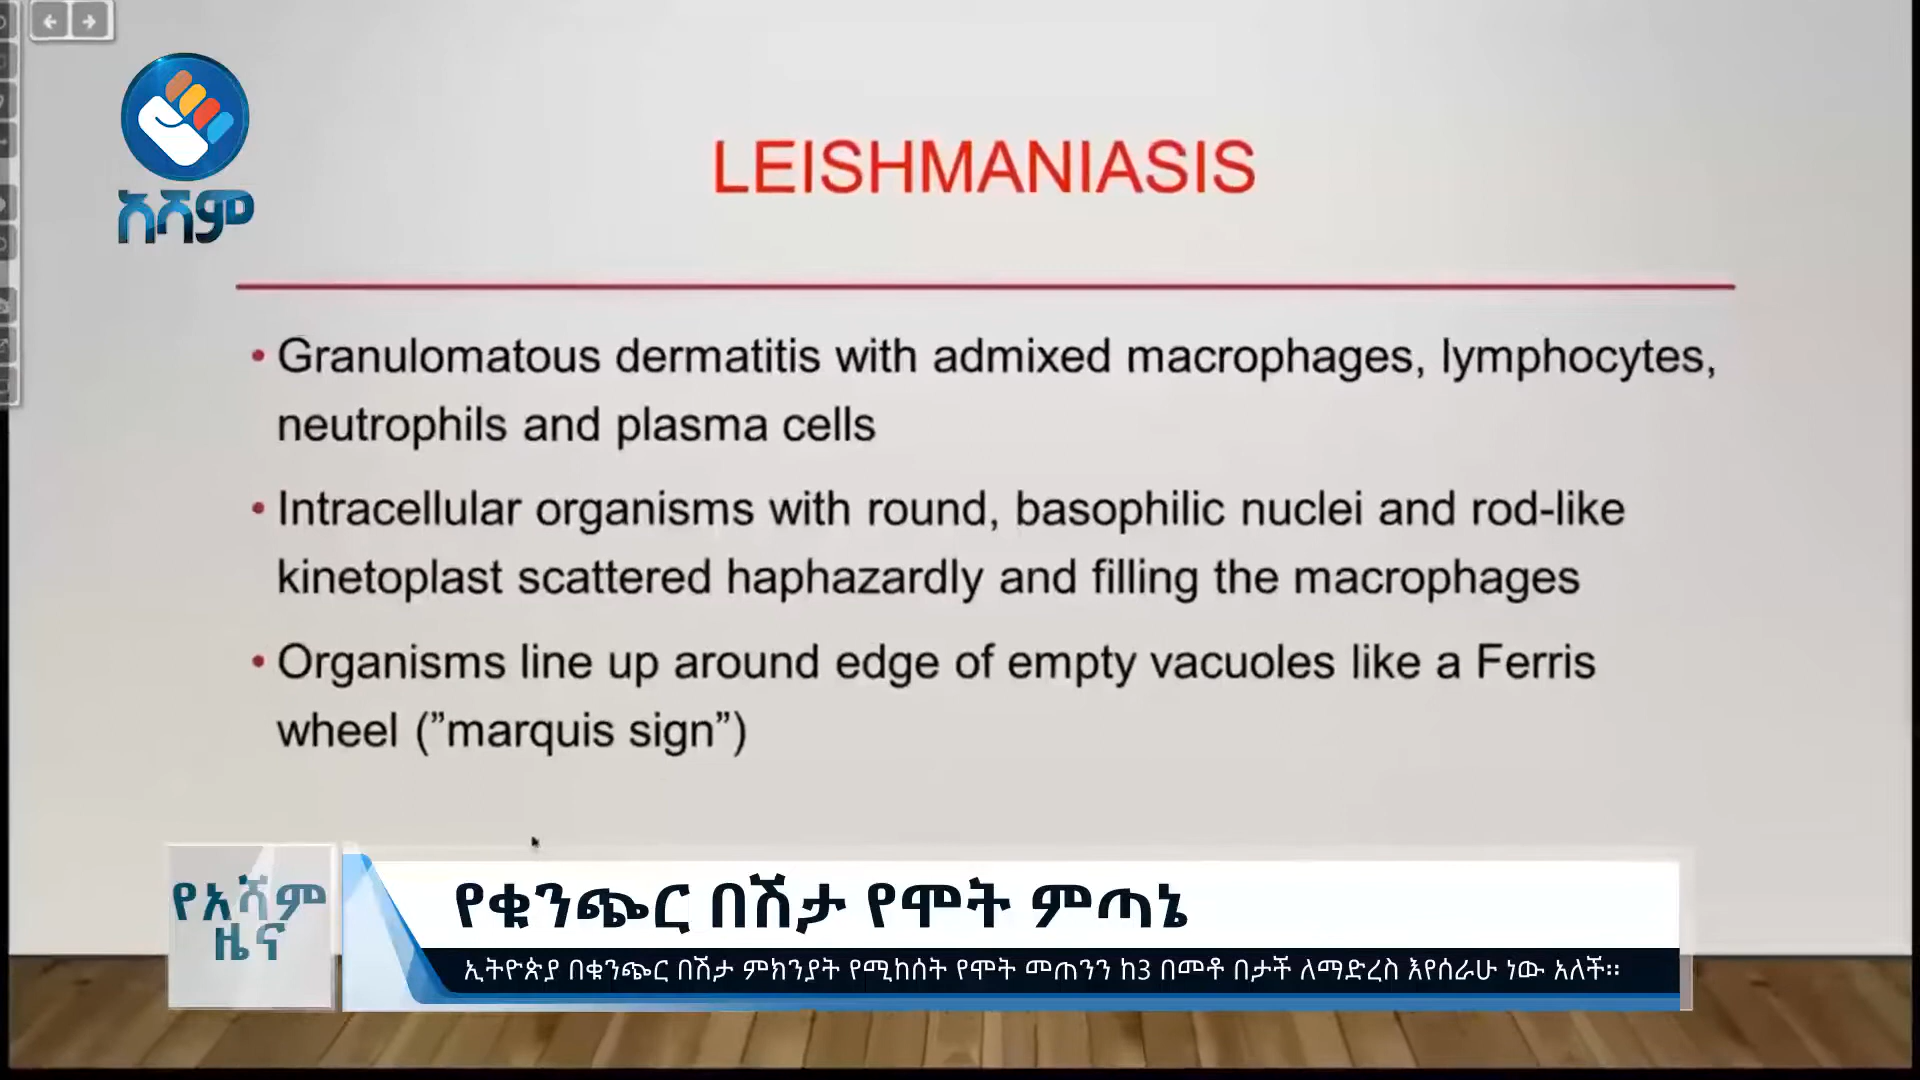 አሻም
LEISHMANIASIS
• Granulomatous dermatitis with admixed macrophages, lymphocytes,
neutrophils and plasma cells
• Intracellular organisms with round, basophilic nuclei and rod-like
kinetoplast scattered haphazardly and filling the macrophages
• Organisms line up around edge of empty vacuoles like a Ferris
wheel (”marquis sign”)
የአሻም
ዜና
የቁንጭር በሽታ የሞት ምጣኔ
ኢትዮጵያ በቁንጭር በሽታ ምክንያት የሚከሰት የሞት መጠንን ከ3 በመቶ በታች ለማድረስ እየሰራሁ ነው አለች፡፡